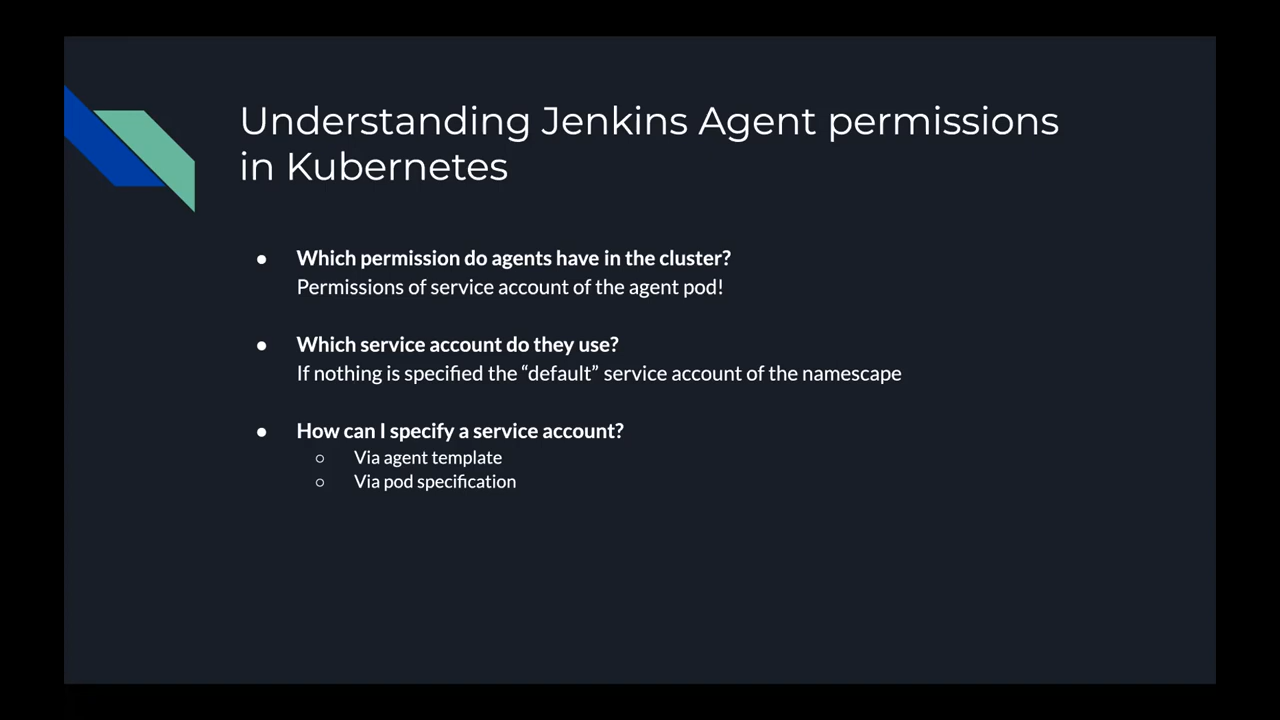 Understanding Jenkins Agent permissions
in Kubernetes
● Which permission do agents have in the cluster?
Permissions of service account of the agent pod!
● Which service account do they use?
If nothing is specified the “default” service account of the namescape
● How can I specify a service account?
○ Via agent template
○ Via pod specification